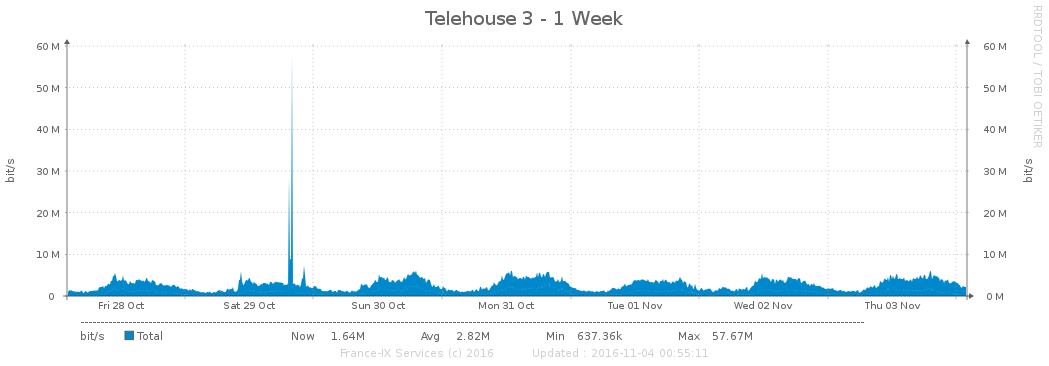 Telehouse 3 - 1 Week
RRDTOOL / TOBI OETIKER
60 M 60 M
50 M 50 M
40 M 40 M
30 M 30 M
20 M 20 M
10 M 10 M
0 0 M
bit/s
bit/s
Fri 28 Oct Sat 29 Oct Sun 30 Oct Mon 31 Oct Tue 01 Nov Wed 02 Nov Thu 03 Nov
bit/s Total Now 1.64M Avg 2.82M Min 637.36k Max 57.67M
France-IX Services (c) 2016 Updated : 2016-11-04 00:55:11